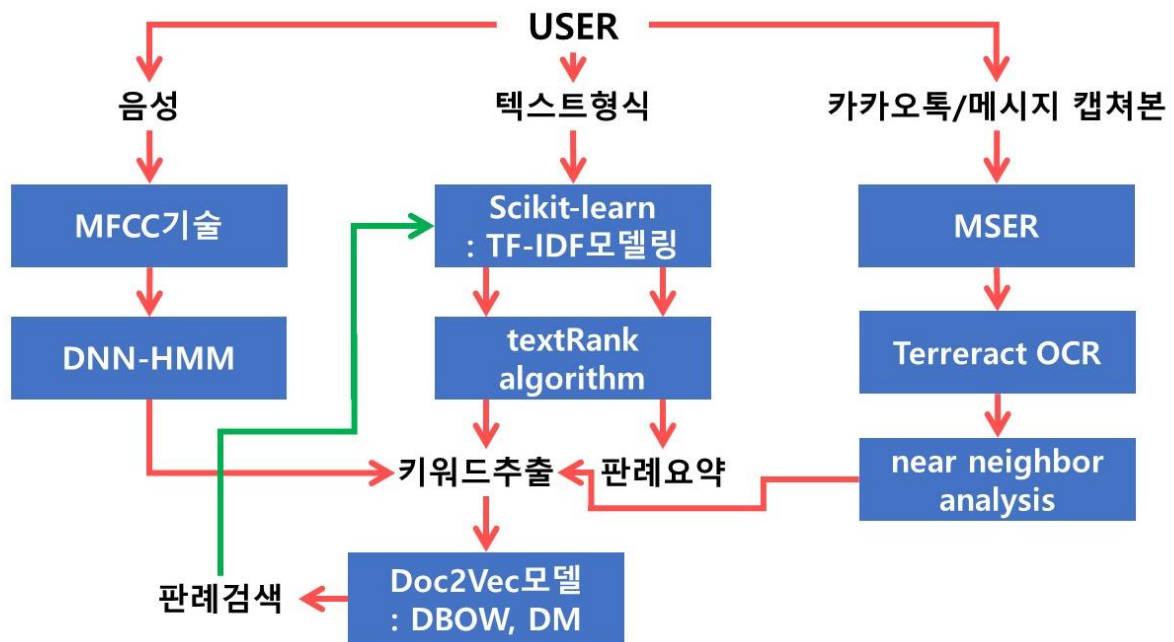 USER
음성
텍스트형식
카카오톡/메시지 캡쳐본
MFCC기술
Scikit-learn
: TF-IDF모델링
MSER
DNN-HMM
textRank
algorithm
Terreract OCR
키워드추출
판례요약
near neighbor
analysis
판례검색
Doc2Vec모델
: DBOW, DM